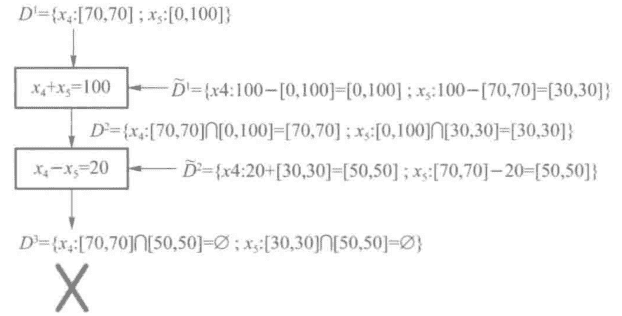 D¹={x₄:[70,70] ; x₅:[0,100]}
x₄+x₅=100
D̃¹={x4:100−[0,100]=[0,100] ; x₅:100−[70,70]=[30,30]}
D²={x₄:[70,70]⋂[0,100]=[70,70] ; x₅:[0,100]⋂[30,30]=[30,30]}
x₄−x₅=20
D̃²={x4:20+[30,30]=[50,50] ; x₅:[70,70]−20=[50,50]}
D³={x₄:[70,70]⋂[50,50]=∅ ; x₅:[30,30]⋂[50,50]=∅}